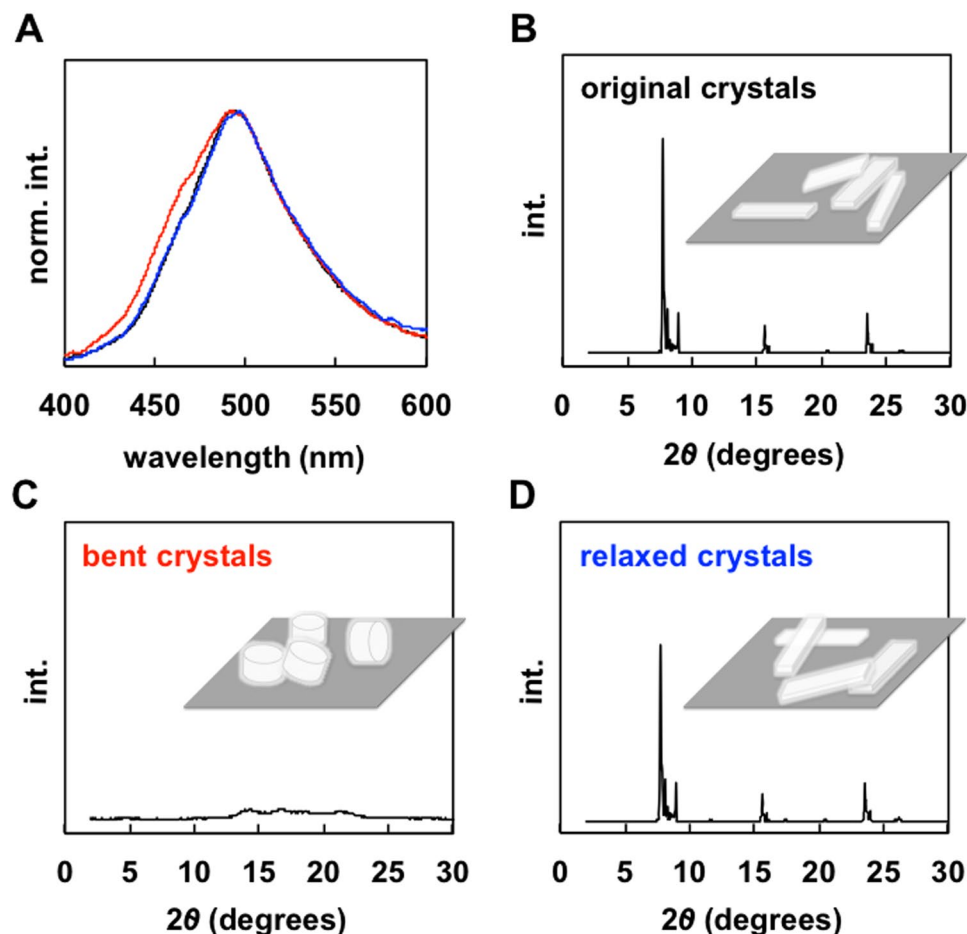 A
norm. int.
400 450 500 550 600
wavelength (nm)
B
original crystals
int.
0 5 10 15 20 25 30
2θ (degrees)
C
bent crystals
int.
0 5 10 15 20 25 30
2θ (degrees)
D
relaxed crystals
int.
0 5 10 15 20 25 30
2θ (degrees)